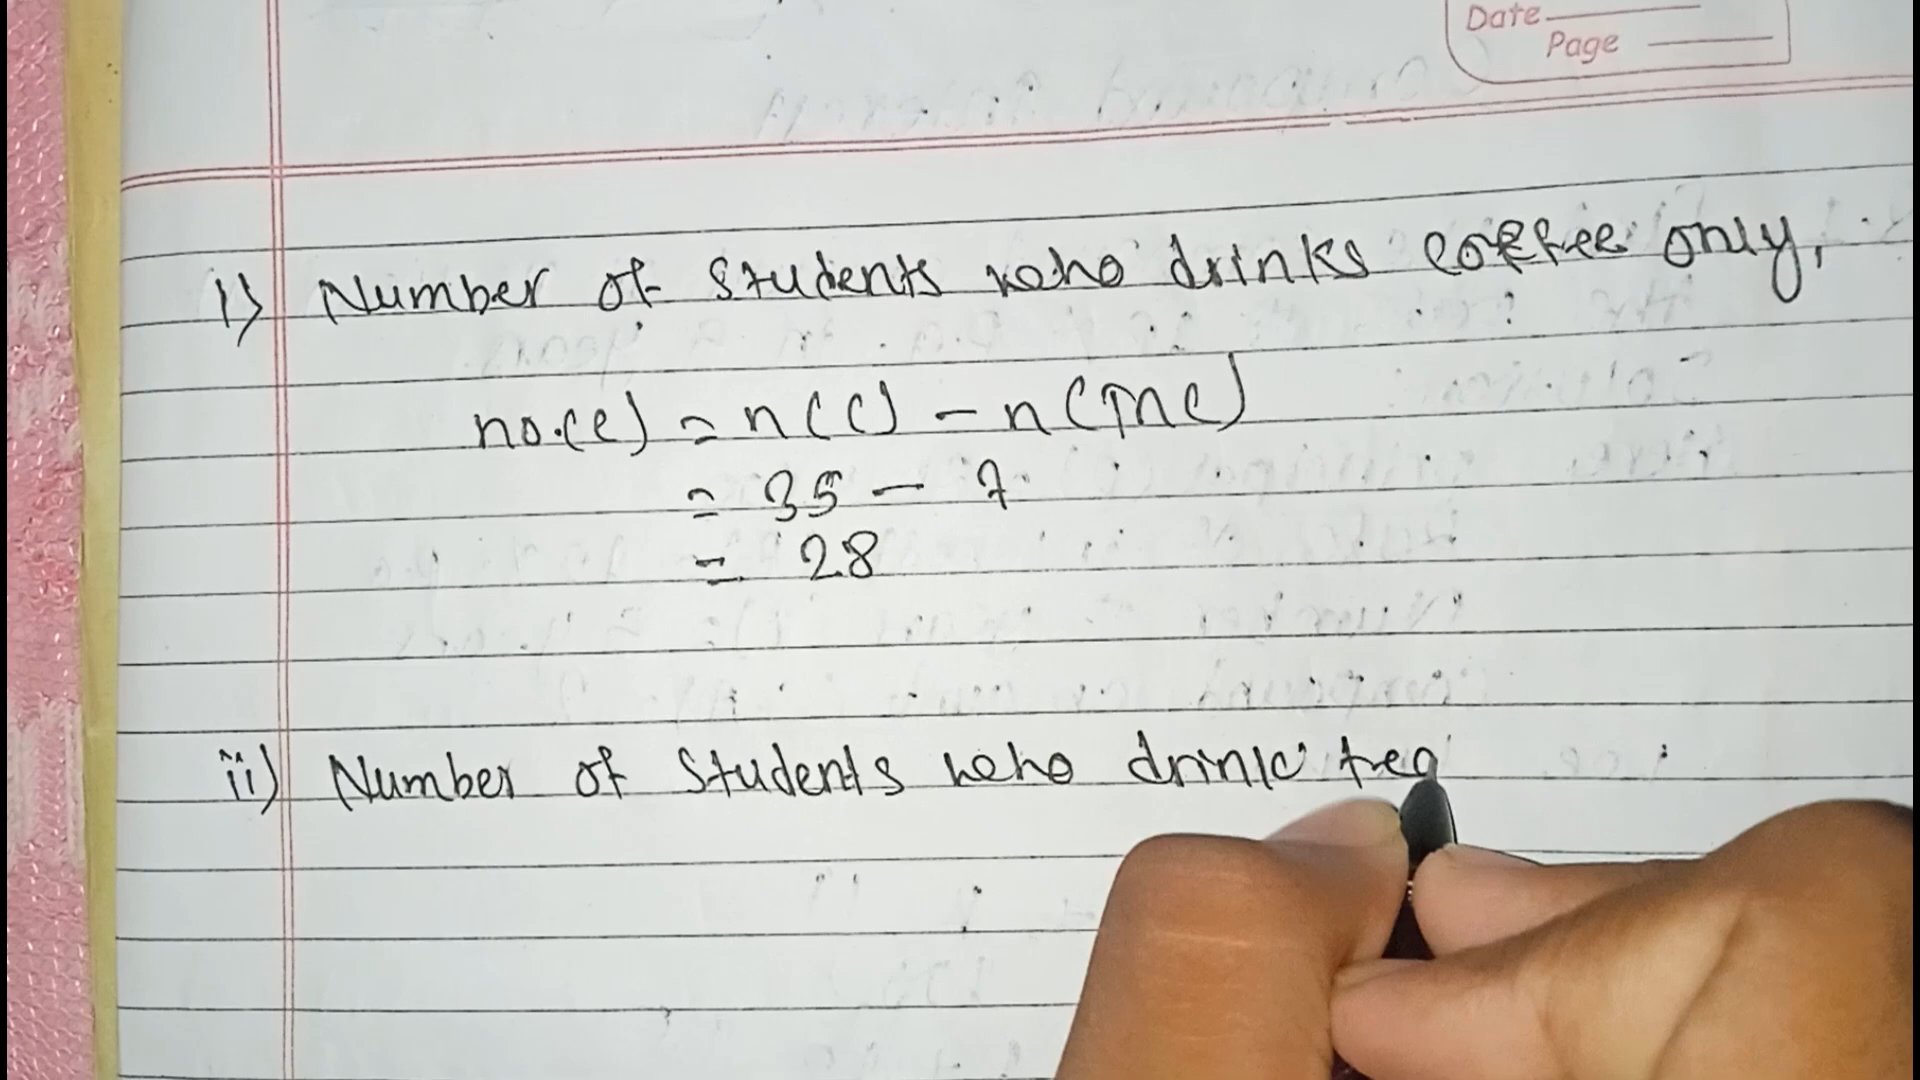 Date
Page
i) Number of students who drinks coffee only,
no.(c) = n(c) - n(T∩C)
= 35 - 7
= 28
ii) Number of students who drink tea